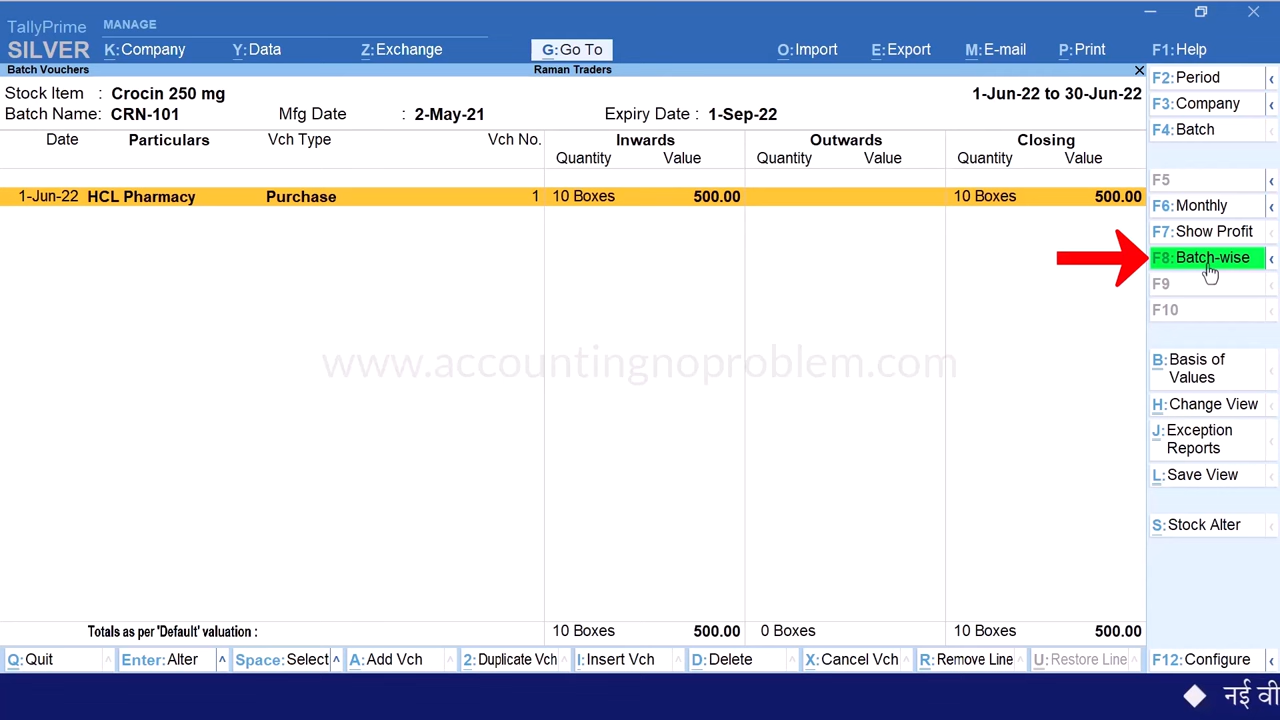 TallyPrime MANAGE
SILVER K:Company Y:Data Z:Exchange G:Go To O:Import E:Export M:E-mail P:Print F1:Help
Batch Vouchers Raman Traders
Stock Item : Crocin 250 mg 1-Jun-22 to 30-Jun-22
Batch Name: CRN-101 Mfg Date : 2-May-21 Expiry Date : 1-Sep-22
Date Particulars Vch Type Vch No. Inwards Outwards Closing
Quantity Value Quantity Value Quantity Value
1-Jun-22 HCL Pharmacy Purchase 1 10 Boxes 500.00 10 Boxes 500.00
www.accountingnoproblem.com
Totals as per 'Default' valuation : 10 Boxes 500.00 0 Boxes 10 Boxes 500.00
F2: Period
F3: Company
F4: Batch
F5
F6: Monthly
F7: Show Profit
F8: Batch-wise
F9
F10
B: Basis of
Values
H: Change View
J: Exception
Reports
L: Save View
S: Stock Alter
Q: Quit Enter: Alter Space: Select A: Add Vch 2: Duplicate Vch I: Insert Vch D: Delete X: Cancel Vch R: Remove Line U: Restore Line F12: Configure
नई वी